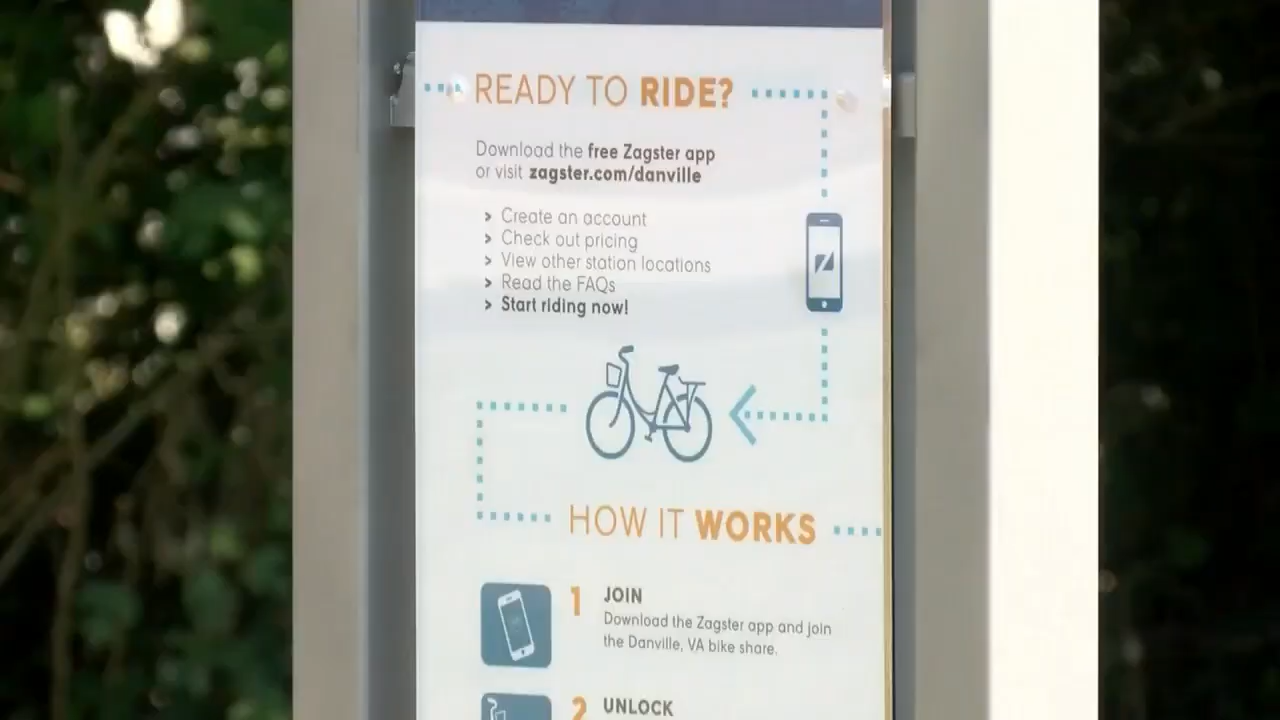 READY TO RIDE?
Download the free Zagster app
or visit zagster.com/danville
> Create an account
> Check out pricing
> View other station locations
> Read the FAQs
> Start riding now!
HOW IT WORKS
1 JOIN
Download the Zagster app and join
the Danville, VA bike share.
2 UNLOCK